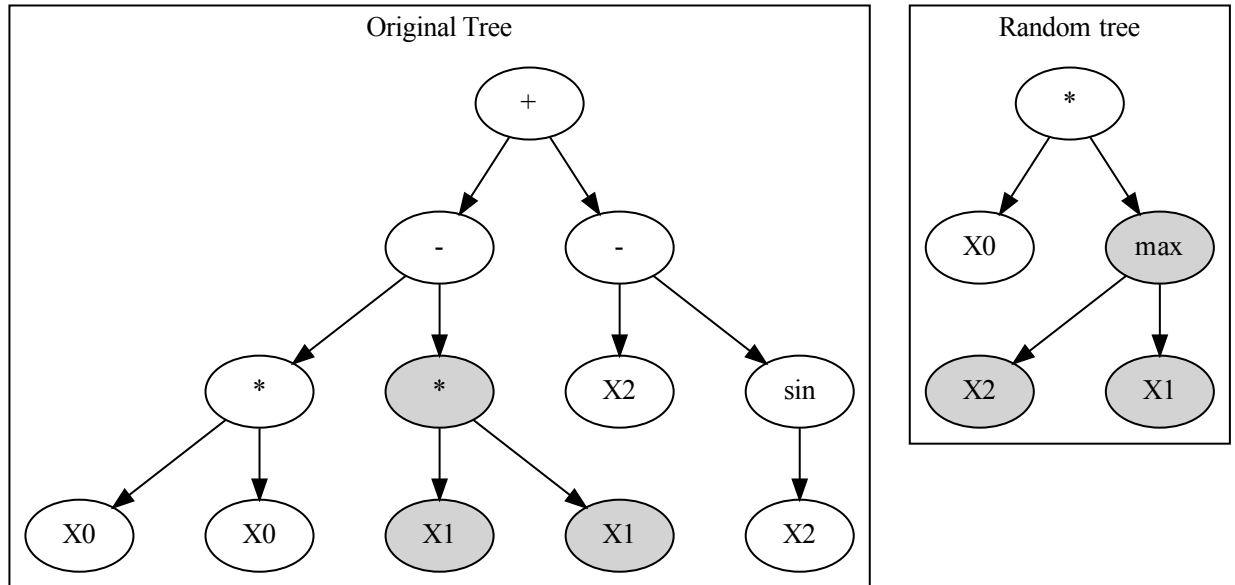 Original Tree
+
- -
* * X2 sin
X0 X0 X1 X1 X2
Random tree
*
X0 max
X2 X1